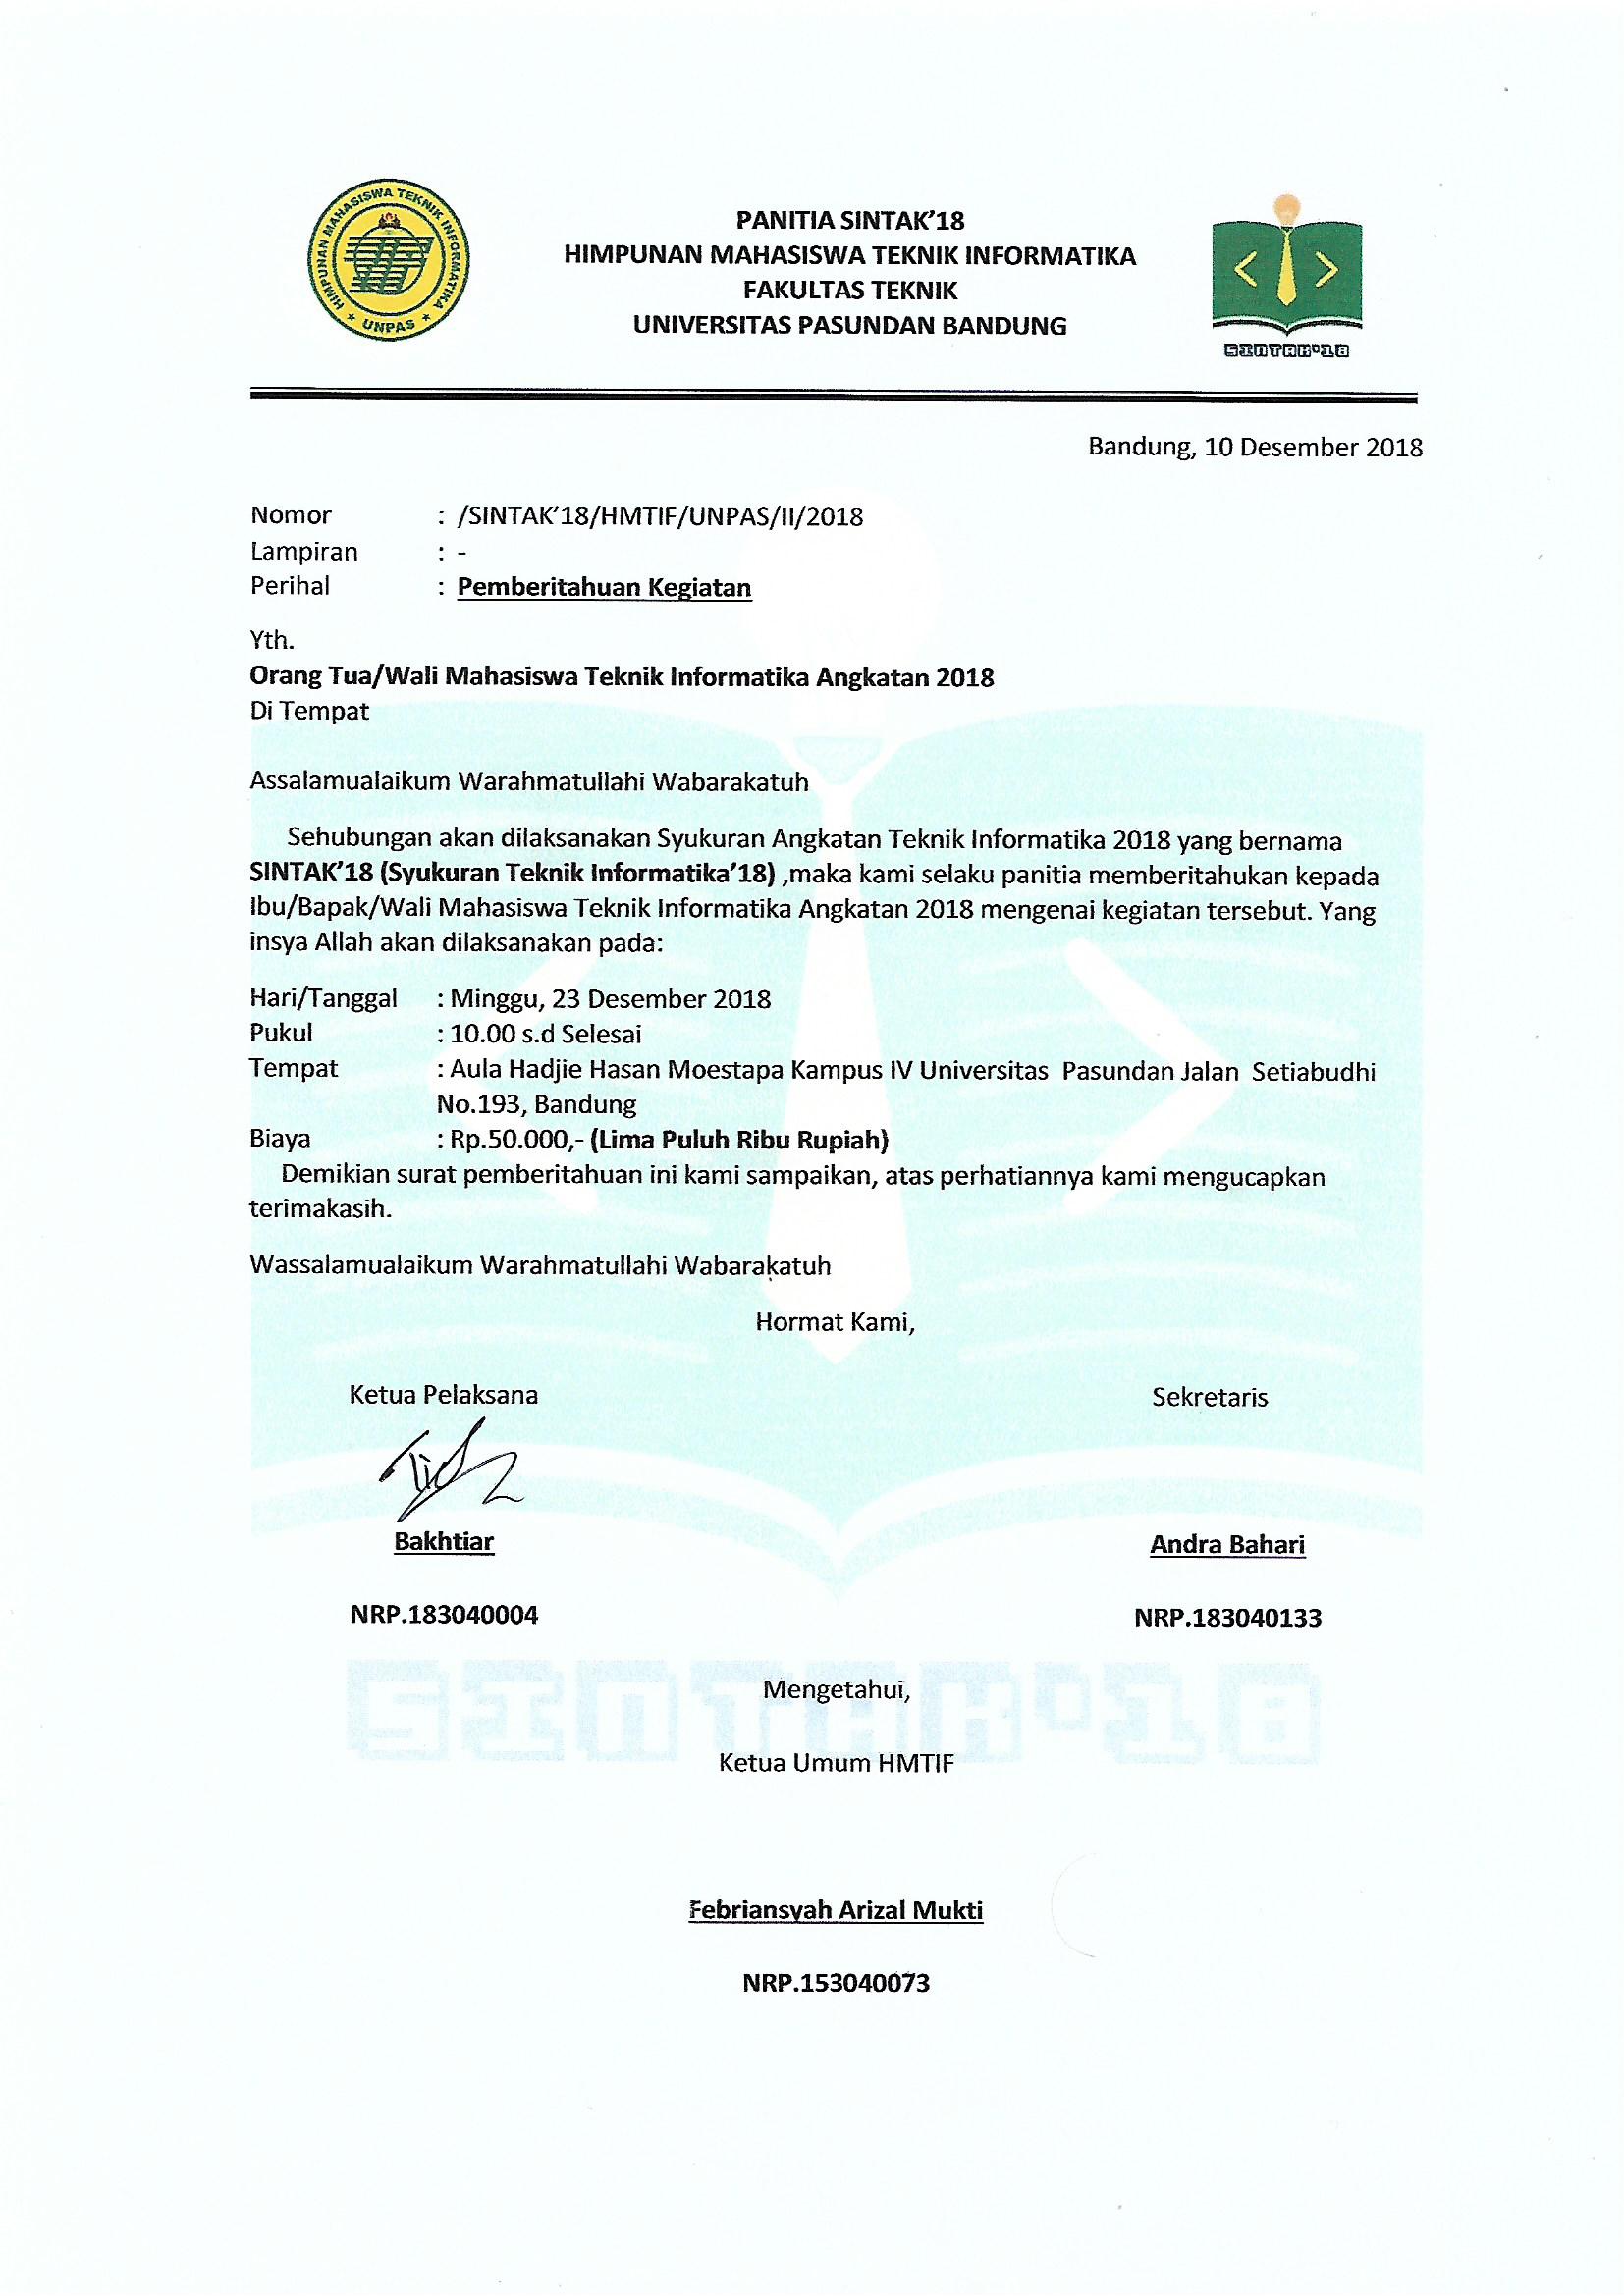 HIMPUNAN MAHASISWA TEKNIK INFORMATIKA
UNPAS
PANITIA SINTAK’18
HIMPUNAN MAHASISWA TEKNIK INFORMATIKA
FAKULTAS TEKNIK
UNIVERSITAS PASUNDAN BANDUNG
SINTAK'18
Bandung, 10 Desember 2018
Nomor : /SINTAK’18/HMTIF/UNPAS/II/2018
Lampiran : -
Perihal : Pemberitahuan Kegiatan
Yth.
Orang Tua/Wali Mahasiswa Teknik Informatika Angkatan 2018
Di Tempat
Assalamualaikum Warahmatullahi Wabarakatuh
Sehubungan akan dilaksanakan Syukuran Angkatan Teknik Informatika 2018 yang bernama
SINTAK’18 (Syukuran Teknik Informatika’18) ,maka kami selaku panitia memberitahukan kepada
Ibu/Bapak/Wali Mahasiswa Teknik Informatika Angkatan 2018 mengenai kegiatan tersebut. Yang
insya Allah akan dilaksanakan pada:
Hari/Tanggal : Minggu, 23 Desember 2018
Pukul : 10.00 s.d Selesai
Tempat : Aula Hadjie Hasan Moestapa Kampus IV Universitas Pasundan Jalan Setiabudhi
No.193, Bandung
Biaya : Rp.50.000,- (Lima Puluh Ribu Rupiah)
Demikian surat pemberitahuan ini kami sampaikan, atas perhatiannya kami mengucapkan
terimakasih.
Wassalamualaikum Warahmatullahi Wabarakatuh
Hormat Kami,
Ketua Pelaksana Sekretaris
Bakhtiar Andra Bahari
NRP.183040004 NRP.183040133
SINTAK'18
Mengetahui,
Ketua Umum HMTIF
Febriansyah Arizal Mukti
NRP.153040073